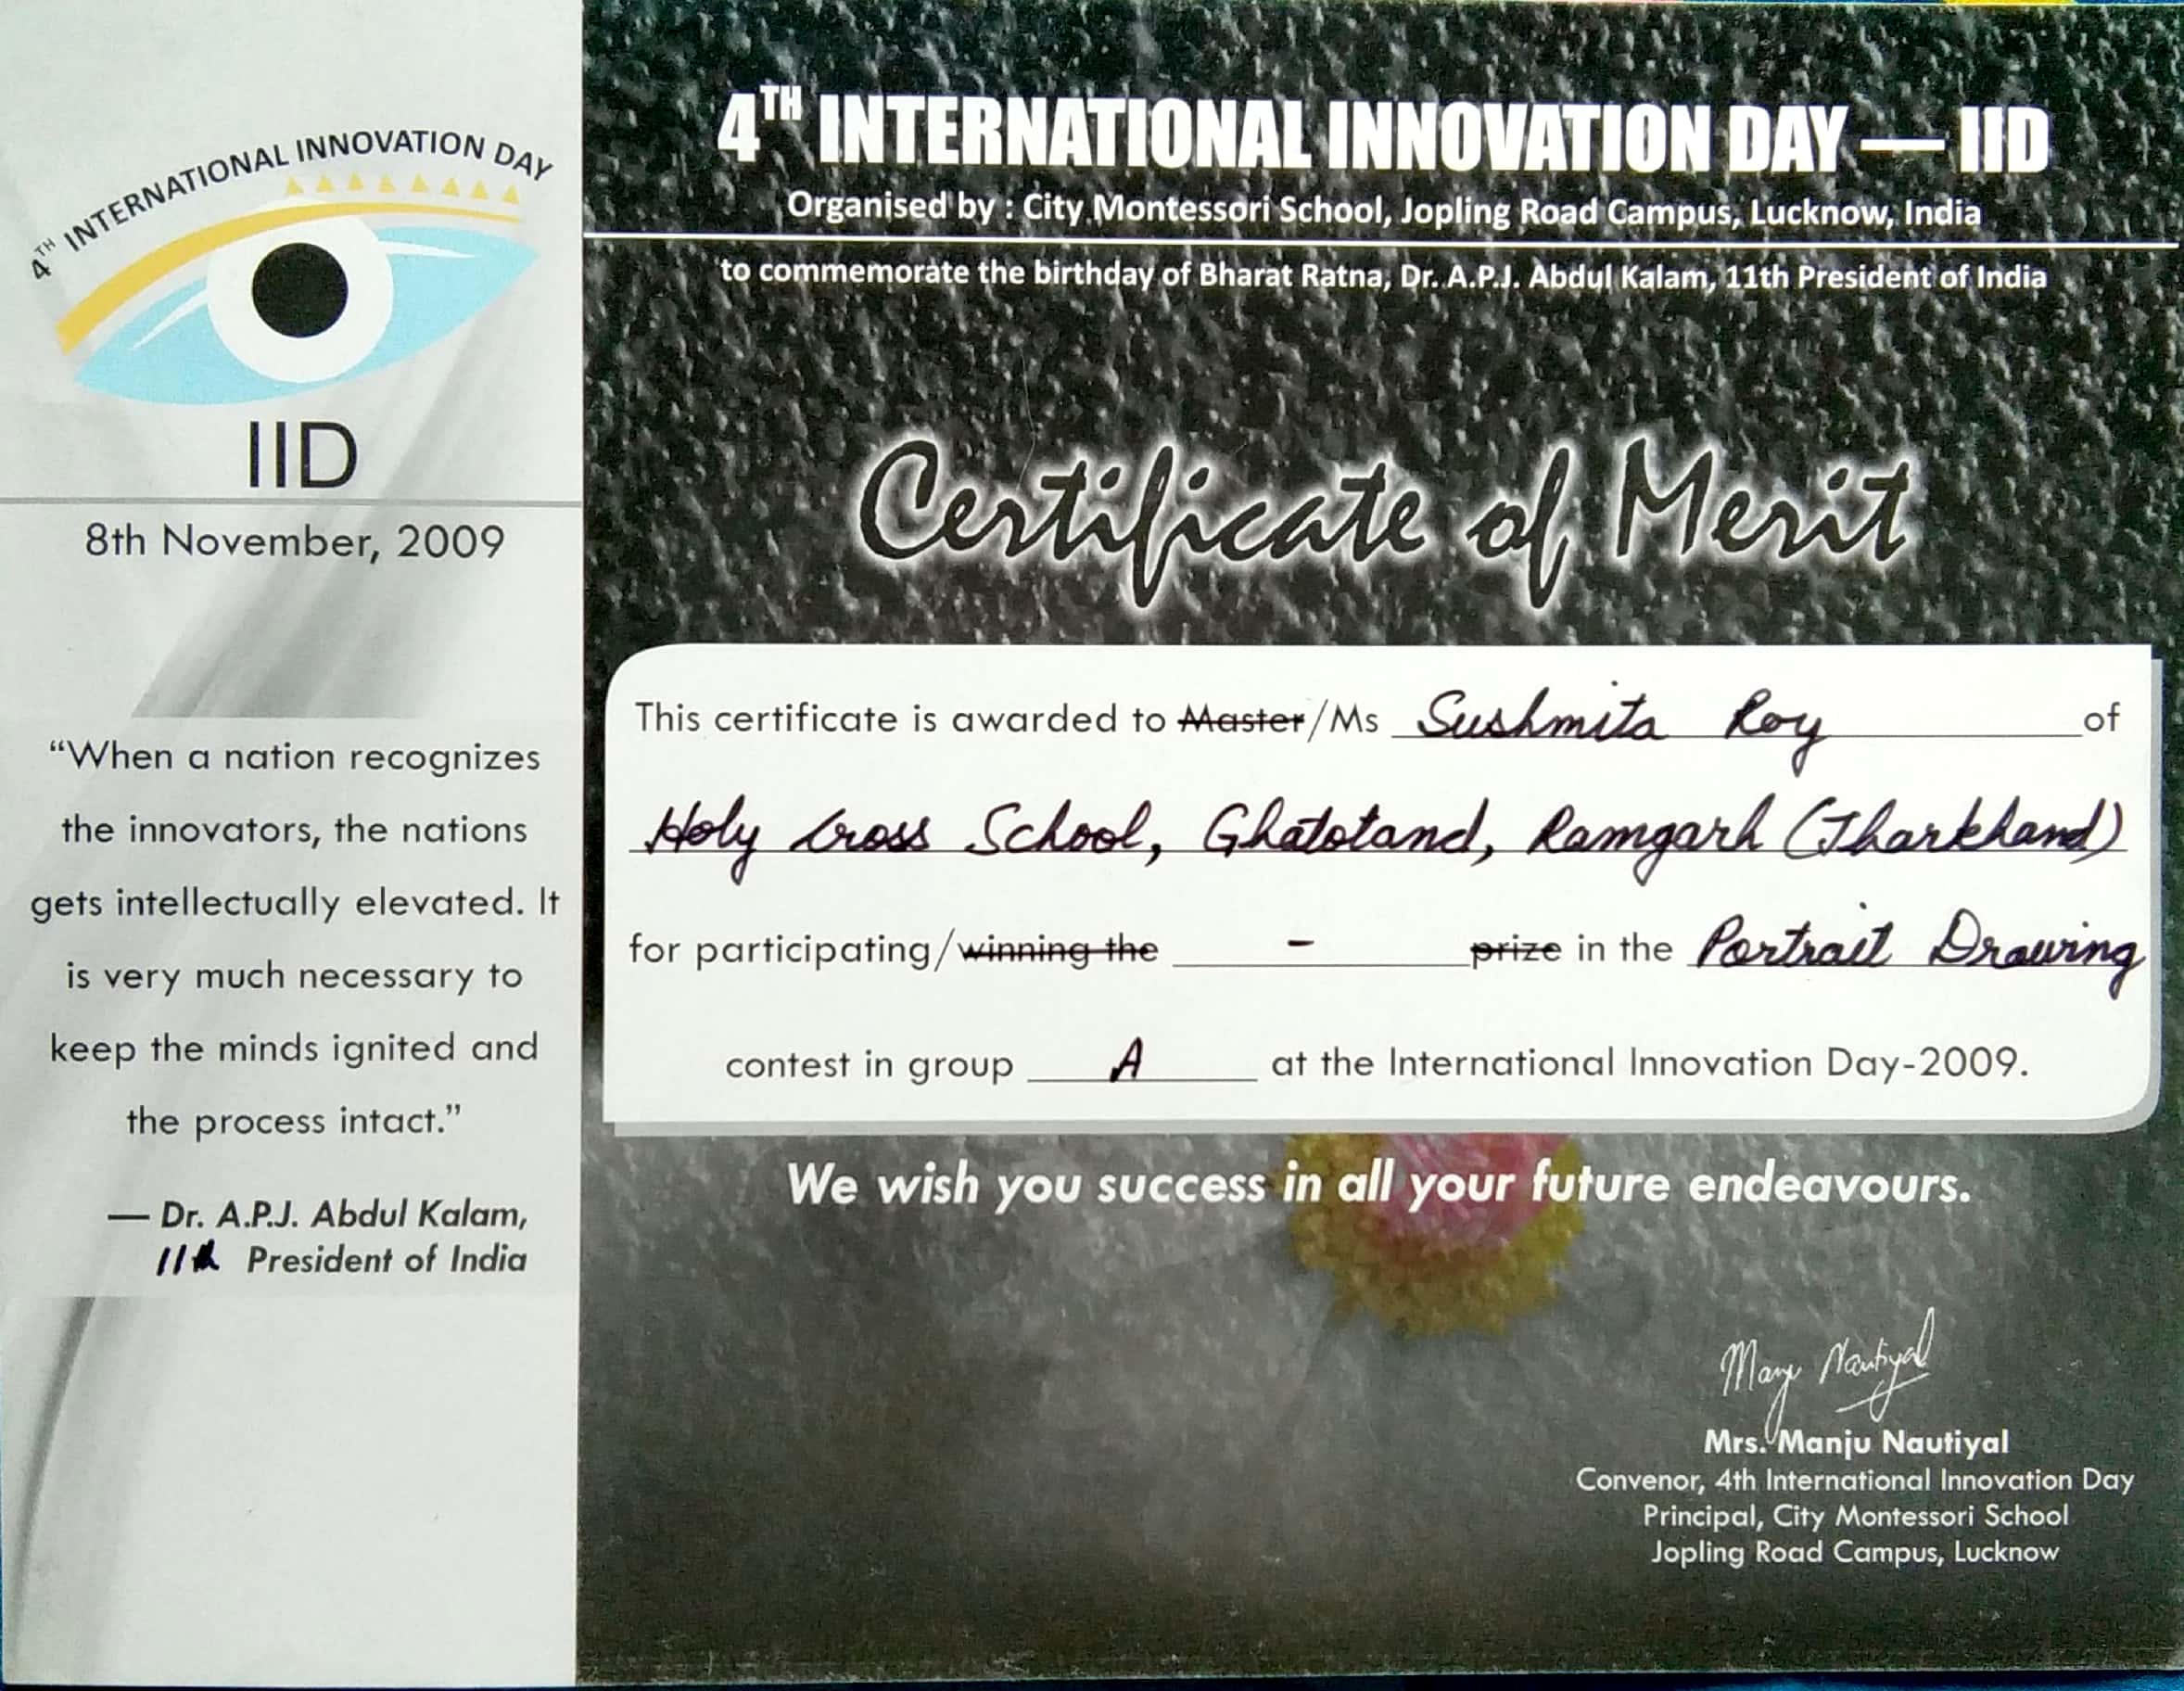 4TH INTERNATIONAL INNOVATION DAY
IID
8th November, 2009
“When a nation recognizes
the innovators, the nations
gets intellectually elevated. It
is very much necessary to
keep the minds ignited and
the process intact.”
— Dr. A.P.J. Abdul Kalam,
11th President of India
4TH INTERNATIONAL INNOVATION DAY — IID
Organised by : City Montessori School, Jopling Road Campus, Lucknow, India
to commemorate the birthday of Bharat Ratna, Dr. A.P.J. Abdul Kalam, 11th President of India
Certificate of Merit
This certificate is awarded to Master/Ms Sushmita Roy of
Holy Cross School, Ghatotand, Ramgarh (Jharkhand)
for participating/winning the - prize in the Portrait Drawing
contest in group A at the International Innovation Day-2009.
We wish you success in all your future endeavours.
Manju Nautiyal
Mrs. Manju Nautiyal
Convenor, 4th International Innovation Day
Principal, City Montessori School
Jopling Road Campus, Lucknow